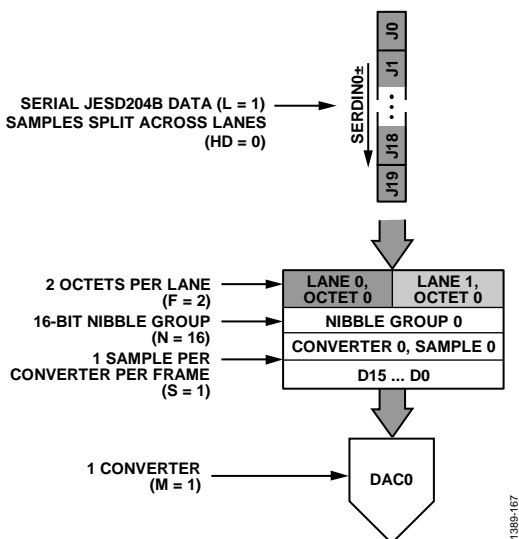 J0
J1
J18
J19
SERDIN0±
SERIAL JESD204B DATA (L = 1)
SAMPLES SPLIT ACROSS LANES
(HD = 0)
2 OCTETS PER LANE
(F = 2)
LANE 0,
OCTET 0
LANE 1,
OCTET 0
16-BIT NIBBLE GROUP
(N = 16)
NIBBLE GROUP 0
1 SAMPLE PER
CONVERTER PER FRAME
(S = 1)
CONVERTER 0, SAMPLE 0
D15 ... D0
1 CONVERTER
(M = 1)
DAC0
1389-167